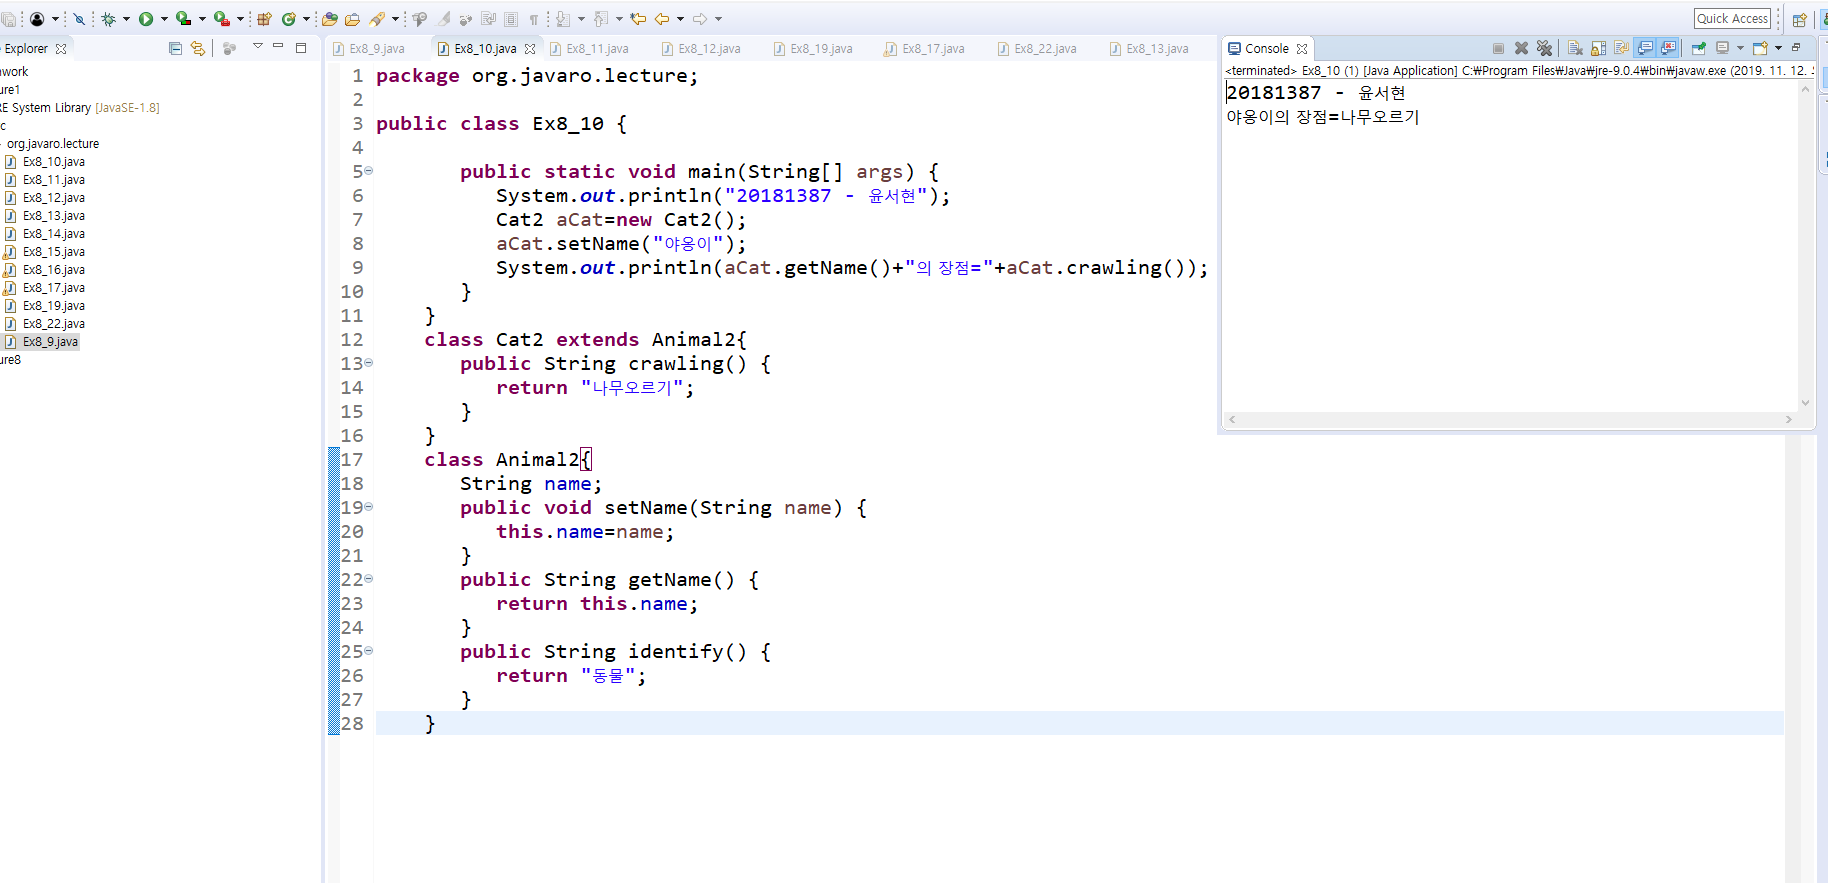 Quick Access
Explorer
work
ure1
RE System Library [JavaSE-1.8]
c
org.javaro.lecture
Ex8_10.java
Ex8_11.java
Ex8_12.java
Ex8_13.java
Ex8_14.java
Ex8_15.java
Ex8_16.java
Ex8_17.java
Ex8_19.java
Ex8_22.java
Ex8_9.java
ure8
Ex8_9.java Ex8_10.java Ex8_11.java Ex8_12.java Ex8_19.java Ex8_17.java Ex8_22.java Ex8_13.java
1 package org.javaro.lecture;
2
3 public class Ex8_10 {
4
5 public static void main(String[] args) {
6 System.out.println("20181387 - 윤서현");
7 Cat2 aCat=new Cat2();
8 aCat.setName("야옹이");
9 System.out.println(aCat.getName()+"의 장점="+aCat.crawling());
10 }
11 }
12 class Cat2 extends Animal2{
13 public String crawling() {
14 return "나무오르기";
15 }
16 }
17 class Animal2{
18 String name;
19 public void setName(String name) {
20 this.name=name;
21 }
22 public String getName() {
23 return this.name;
24 }
25 public String identify() {
26 return "동물";
27 }
28 }
Console
<terminated> Ex8_10 (1) [Java Application] C:₩Program Files₩Java₩jre-9.0.4₩bin₩javaw.exe (2019. 11. 12.
20181387 - 윤서현
야옹이의 장점=나무오르기